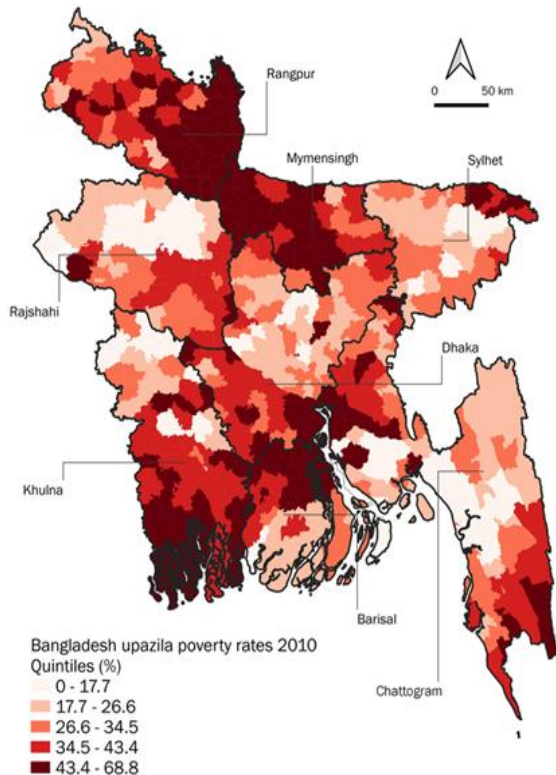 Rangpur
0 50 km
Mymensingh
Sylhet
Rajshahi
Dhaka
Khulna
Barisal
Chattogram
Bangladesh upazila poverty rates 2010
Quintiles (%)
0 - 17.7
17.7 - 26.6
26.6 - 34.5
34.5 - 43.4
43.4 - 68.8